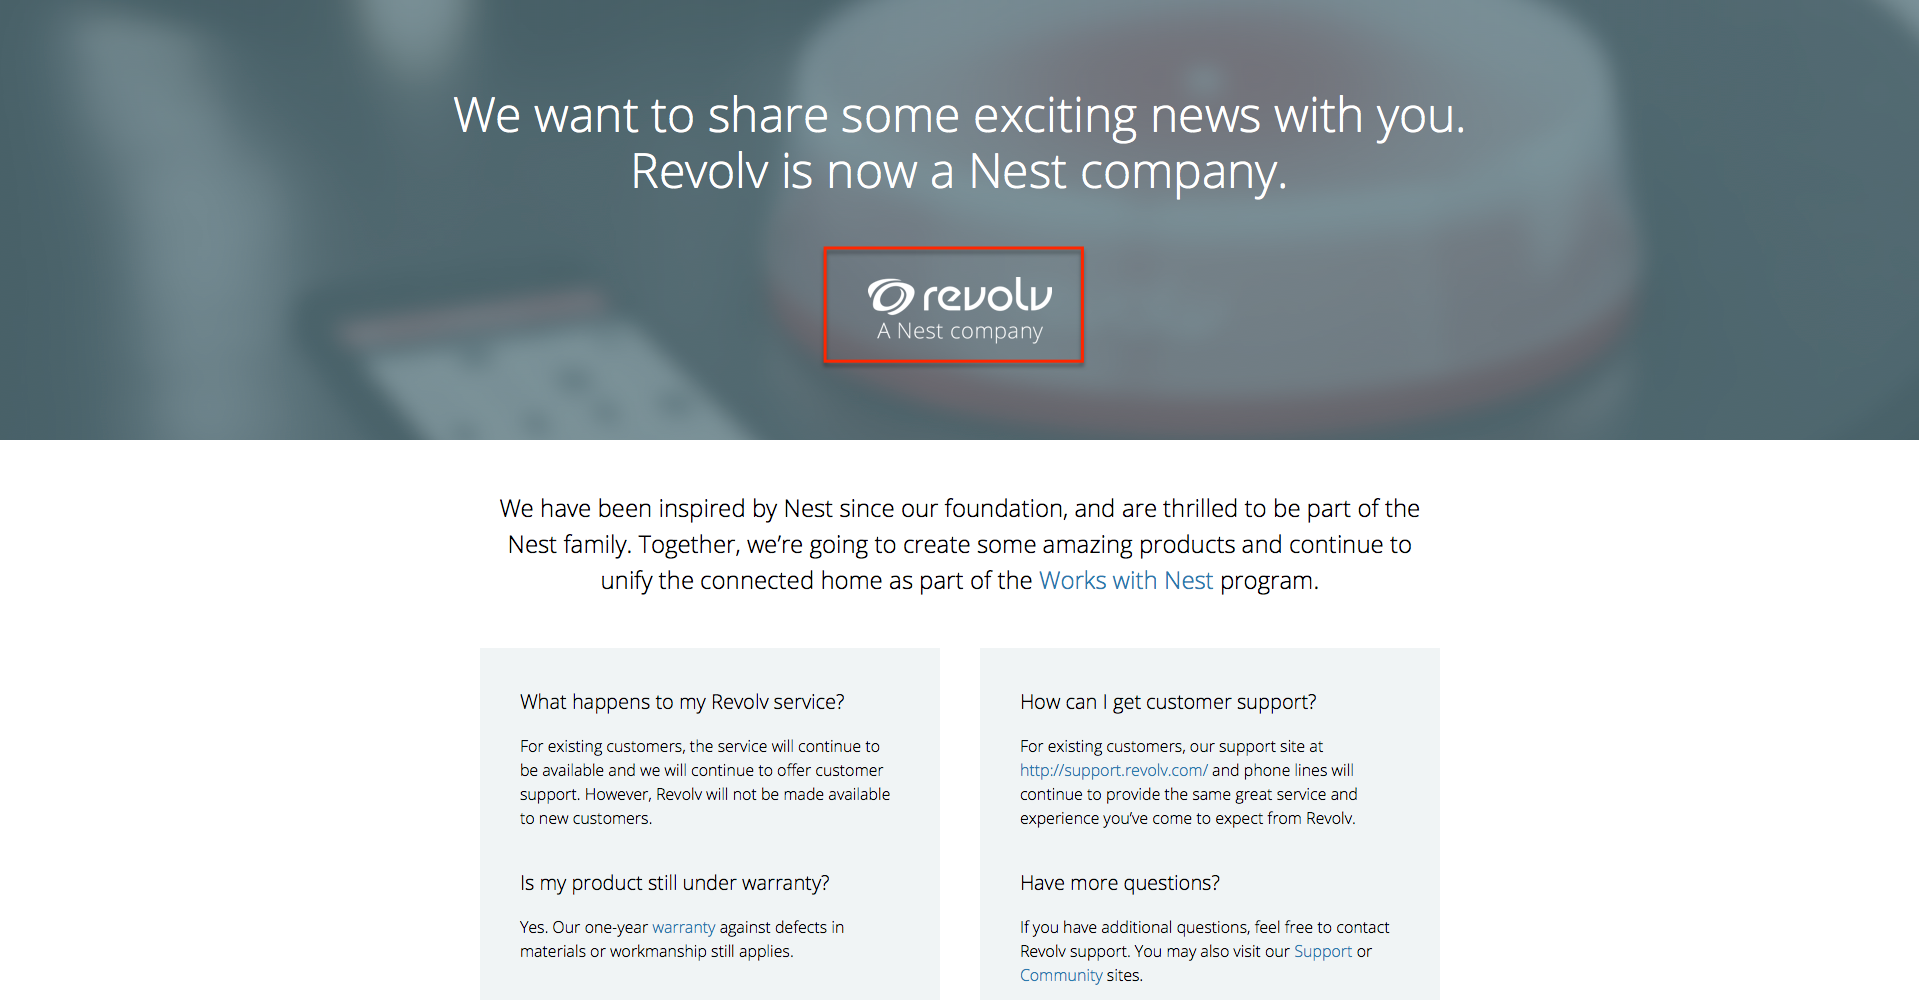 We want to share some exciting news with you.
Revolv is now a Nest company.
revolv
A Nest company
We have been inspired by Nest since our foundation, and are thrilled to be part of the
Nest family. Together, we’re going to create some amazing products and continue to
unify the connected home as part of the Works with Nest program.
What happens to my Revolv service?
For existing customers, the service will continue to
be available and we will continue to offer customer
support. However, Revolv will not be made available
to new customers.
Is my product still under warranty?
Yes. Our one-year warranty against defects in
materials or workmanship still applies.
How can I get customer support?
For existing customers, our support site at
http://support.revolv.com/ and phone lines will
continue to provide the same great service and
experience you’ve come to expect from Revolv.
Have more questions?
If you have additional questions, feel free to contact
Revolv support. You may also visit our Support or
Community sites.